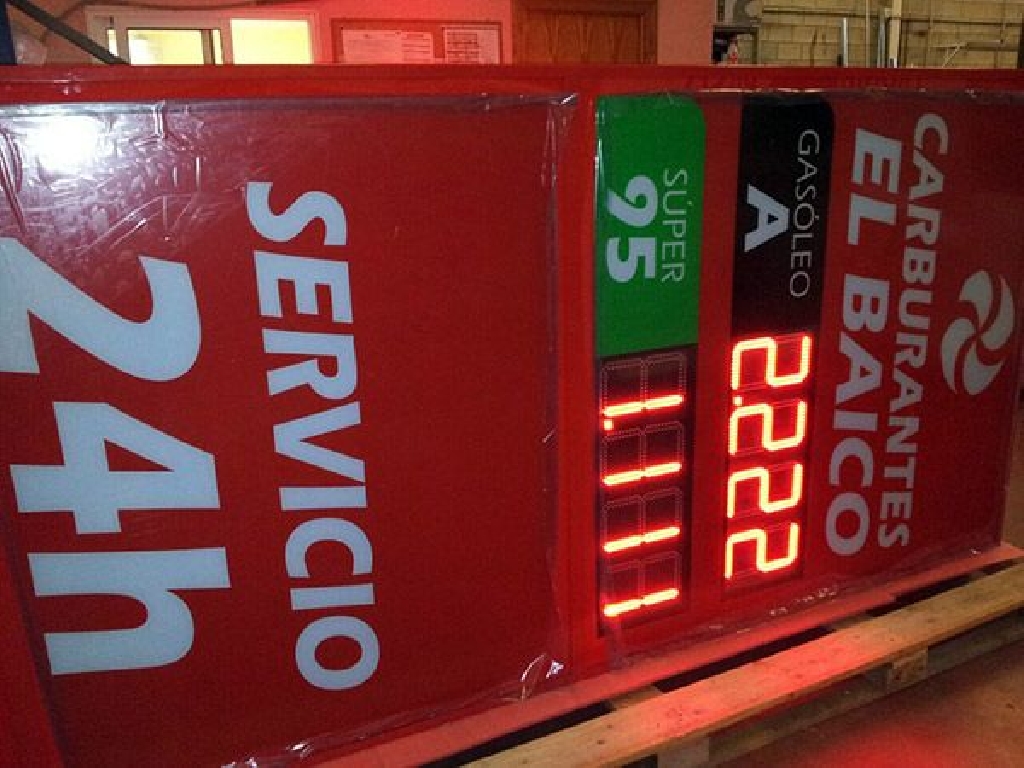 CARBURANTES
EL BAICO
GASÓLEO
A
2.222
SÚPER
95
1.111
SERVICIO
24h